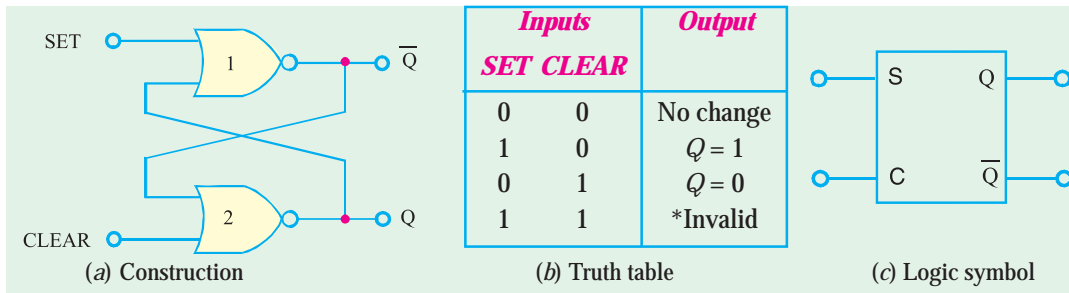 SET
1
Q̅
2
Q
CLEAR
(a) Construction
Inputs Output
SET CLEAR
0 0 No change
1 0 Q = 1
0 1 Q = 0
1 1 *Invalid
(b) Truth table
S Q
C Q̅
(c) Logic symbol